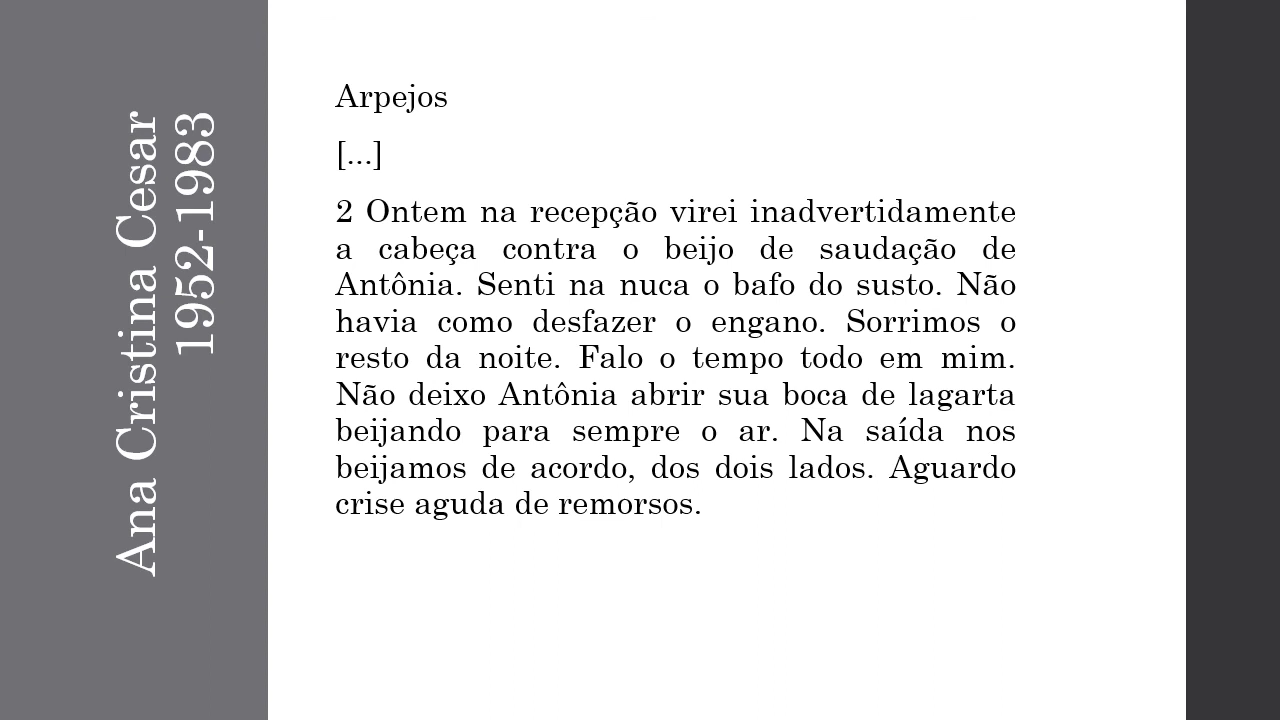 Ana Cristina Cesar
1952-1983
Arpejos
[...]
2 Ontem na recepção virei inadvertidamente
a cabeça contra o beijo de saudação de
Antônia. Senti na nuca o bafo do susto. Não
havia como desfazer o engano. Sorrimos o
resto da noite. Falo o tempo todo em mim.
Não deixo Antônia abrir sua boca de lagarta
beijando para sempre o ar. Na saída nos
beijamos de acordo, dos dois lados. Aguardo
crise aguda de remorsos.